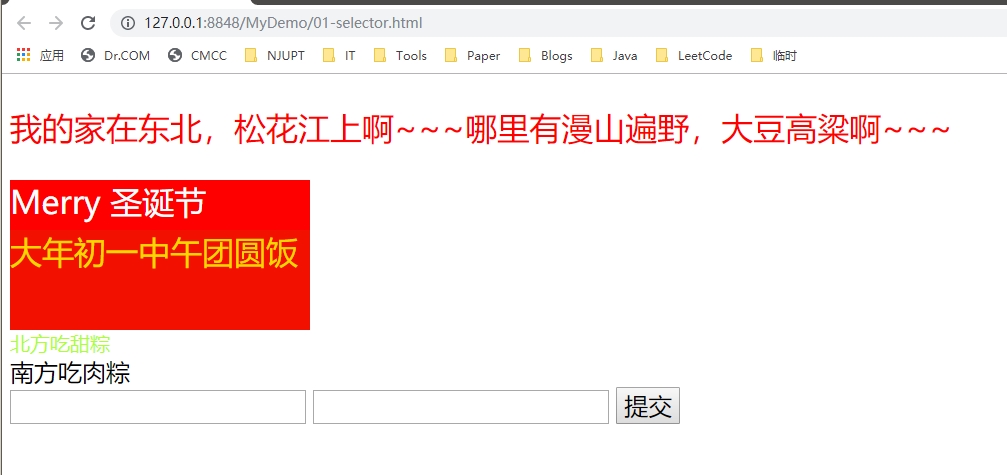 127.0.0.1:8848/MyDemo/01-selector.html
应用 Dr.COM CMCC NJUPT IT Tools Paper Blogs Java LeetCode 临时
我的家在东北，松花江上啊~~~哪里有漫山遍野，大豆高粱啊~~~
Merry 圣诞节
大年初一中午团圆饭
北方吃甜粽
南方吃肉粽
提交